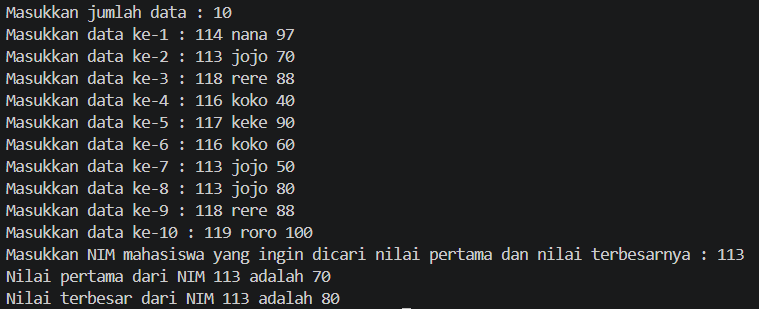 Masukkan jumlah data : 10
Masukkan data ke-1 : 114 nana 97
Masukkan data ke-2 : 113 jojo 70
Masukkan data ke-3 : 118 rere 88
Masukkan data ke-4 : 116 koko 40
Masukkan data ke-5 : 117 keke 90
Masukkan data ke-6 : 116 koko 60
Masukkan data ke-7 : 113 jojo 50
Masukkan data ke-8 : 113 jojo 80
Masukkan data ke-9 : 118 rere 88
Masukkan data ke-10 : 119 roro 100
Masukkan NIM mahasiswa yang ingin dicari nilai pertama dan nilai terbesarnya : 113
Nilai pertama dari NIM 113 adalah 70
Nilai terbesar dari NIM 113 adalah 80